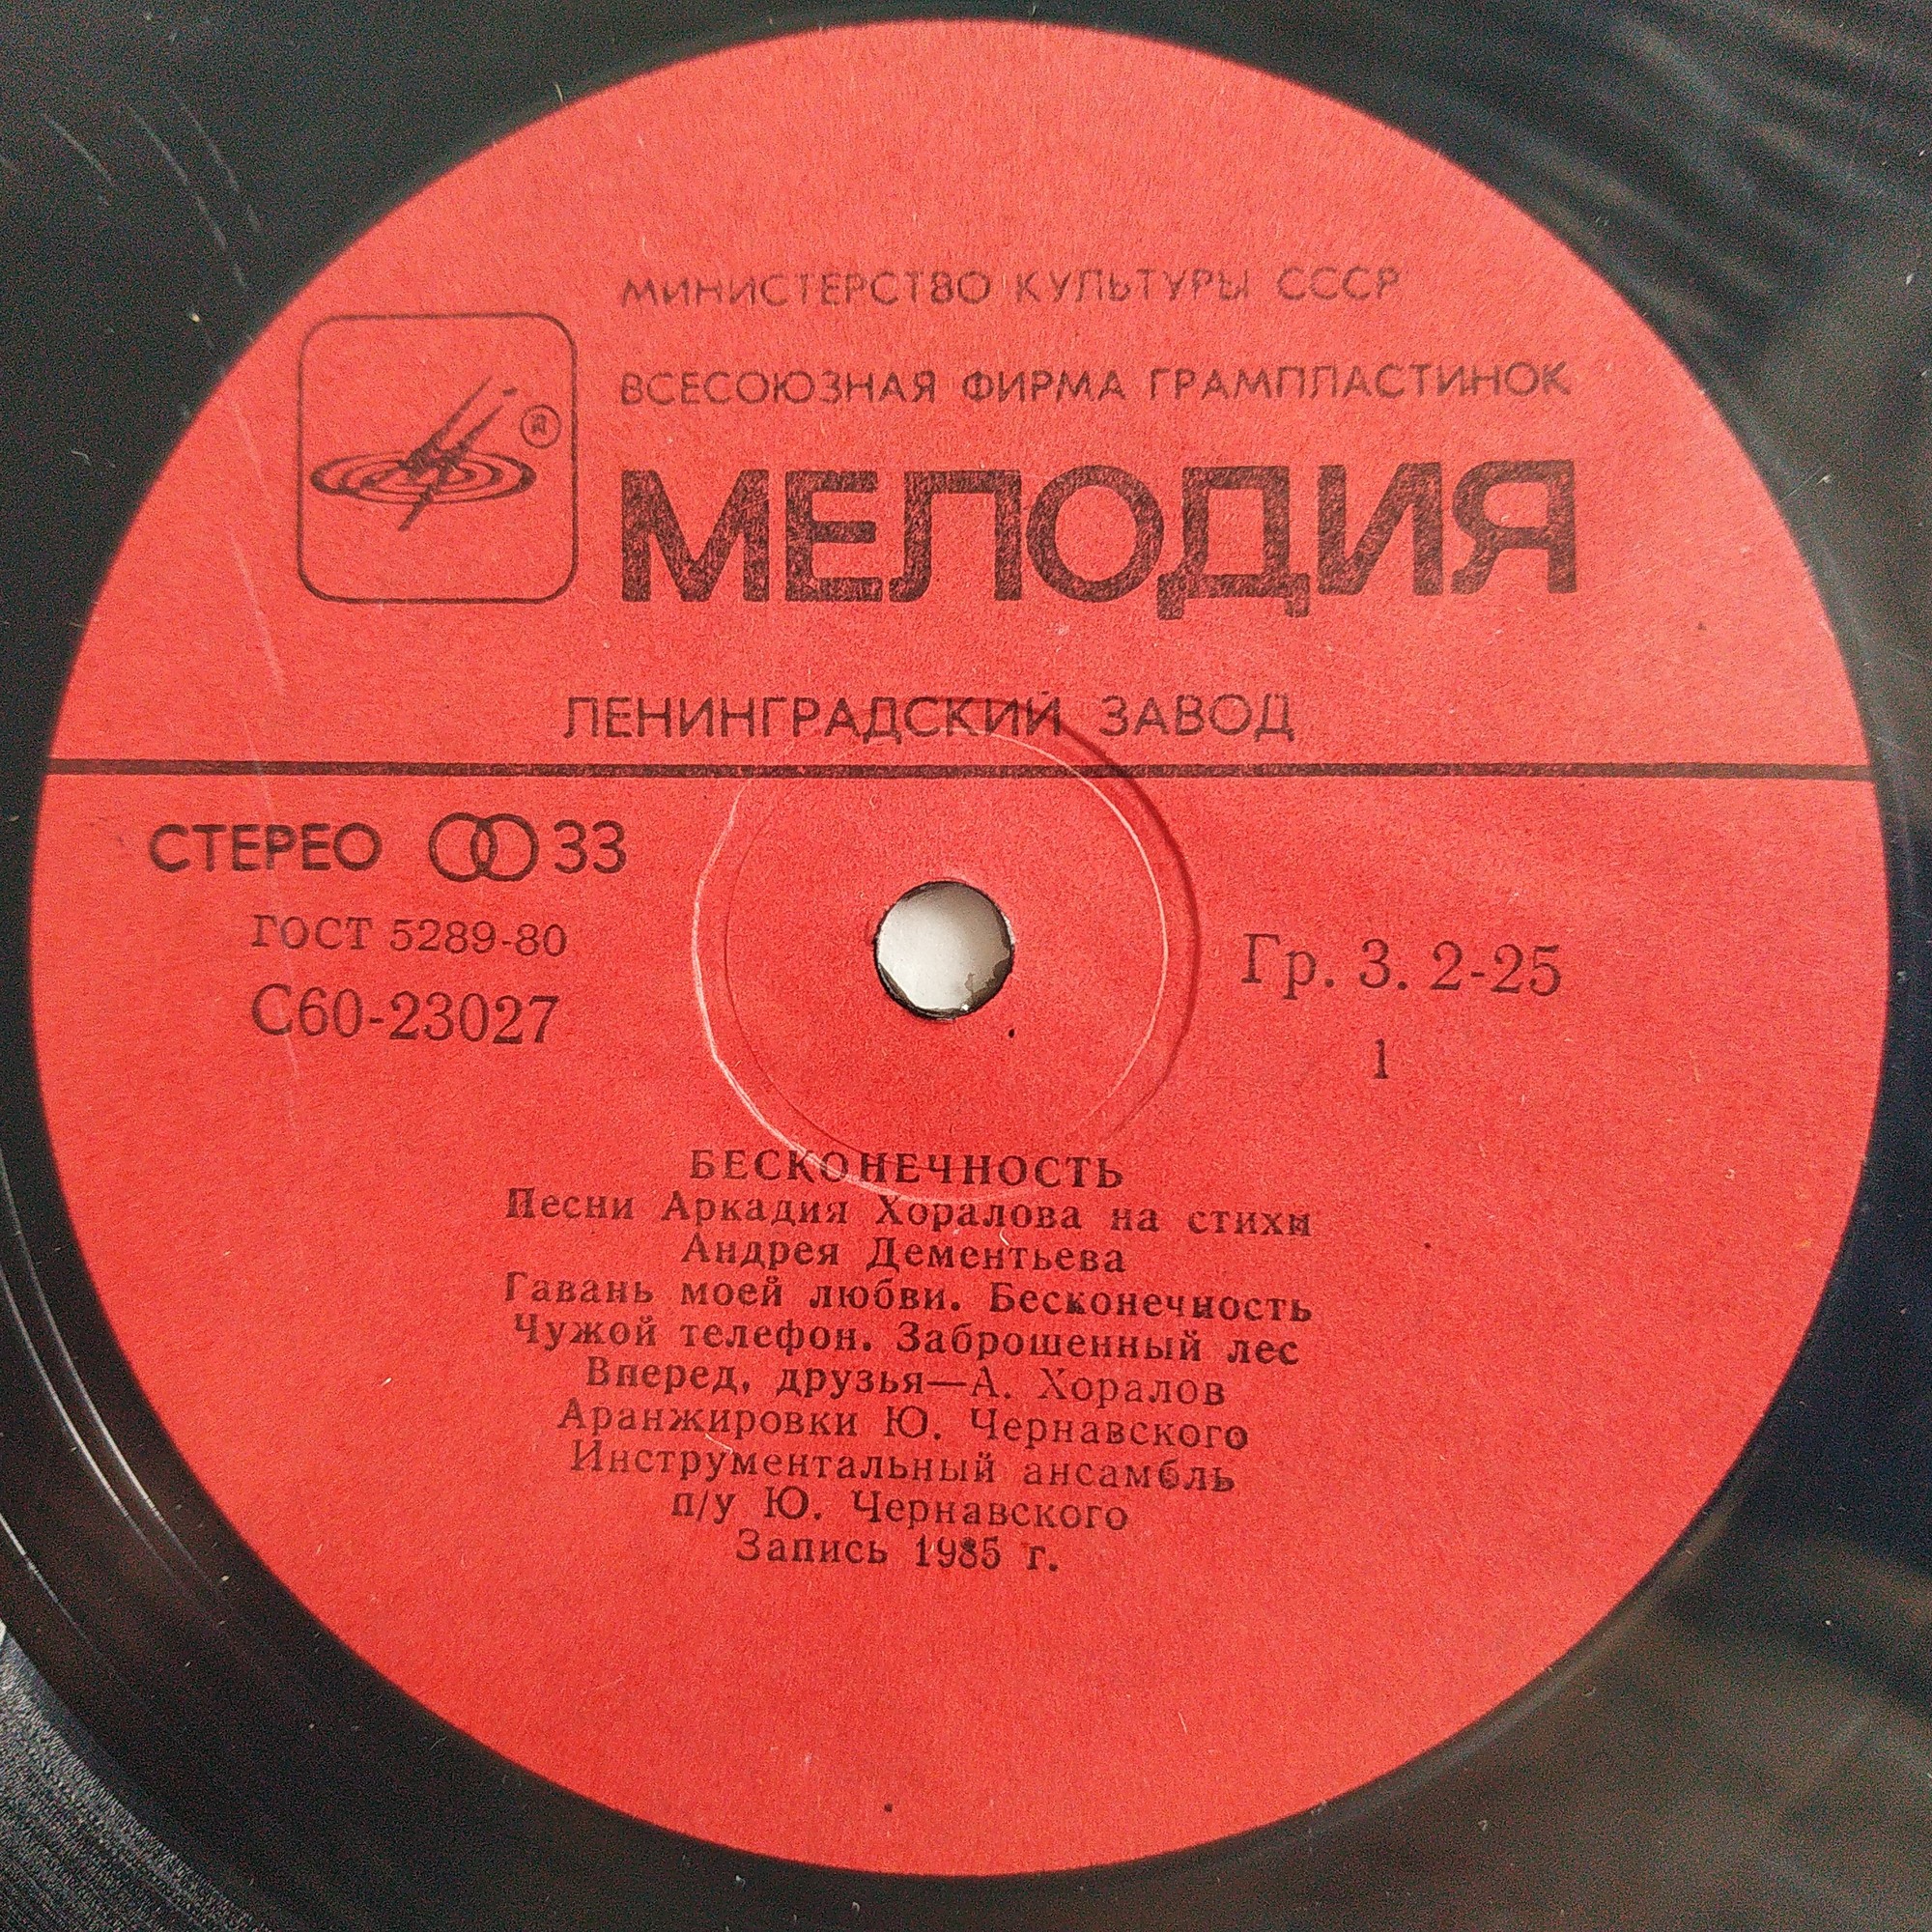 МИНИСТЕРСТВО КУЛЬТУРЫ СССР
ВСЕСОЮЗНАЯ ФИРМА ГРАМПЛАСТИНОК
МЕЛОДИЯ
ЛЕНИНГРАДСКИЙ ЗАВОД
СТЕРЕО 33
ГОСТ 5289-80
С60-23027
Гр. 3. 2-25
1
БЕСКОНЕЧНОСТЬ
Песни Аркадия Хоралова на стихи
Андрея Дементьева
Гавань моей любви. Бесконечность
Чужой телефон. Заброшенный лес
Вперед, друзья—А. Хоралов
Аранжировки Ю. Чернавского
Инструментальный ансамбль
п/у Ю. Чернавского
Запись 1985 г.